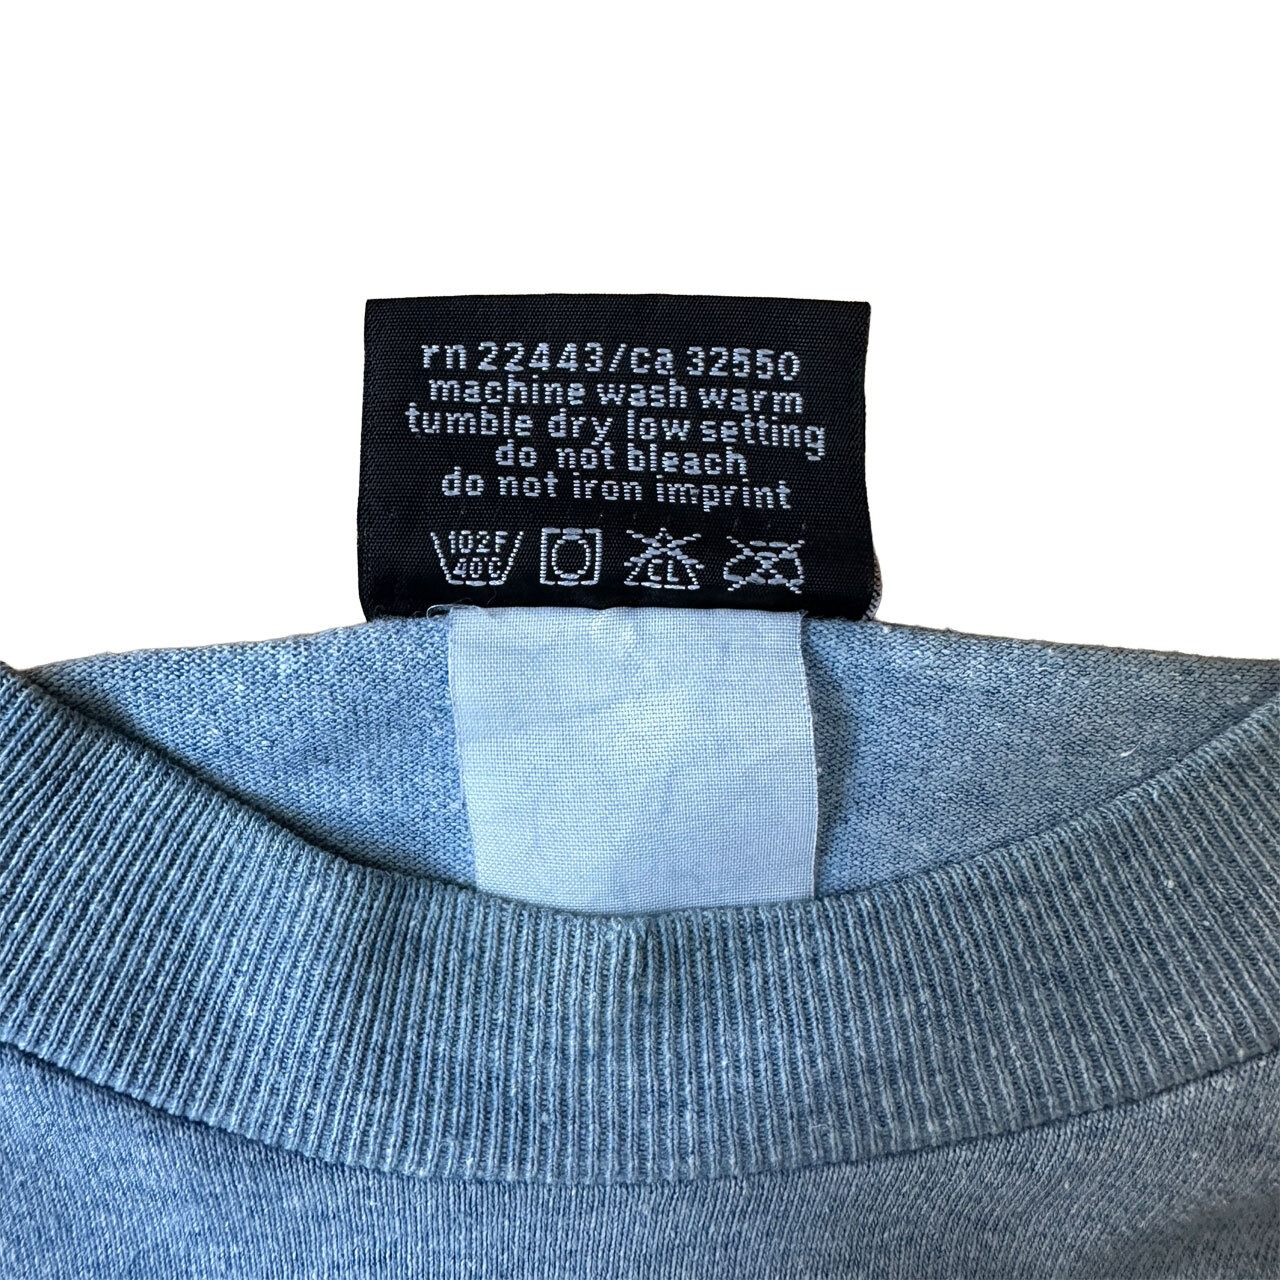 rn 22443/ca 32550
machine wash warm
tumble dry low setting
do not bleach
do not iron imprint
102F
40°C
CL